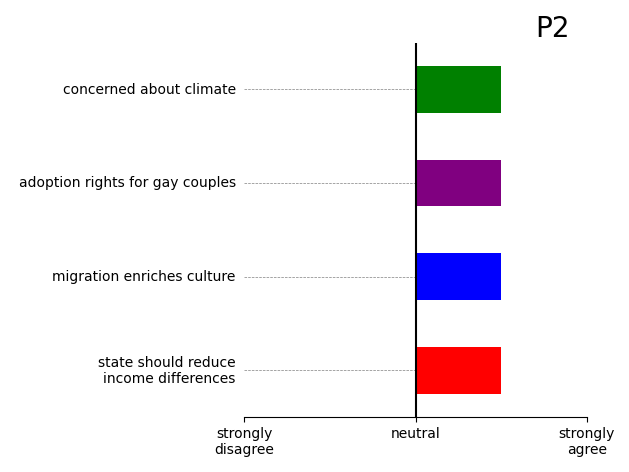 P2
concerned about climate
adoption rights for gay couples
migration enriches culture
state should reduce
income differences
strongly
disagree
neutral
strongly
agree